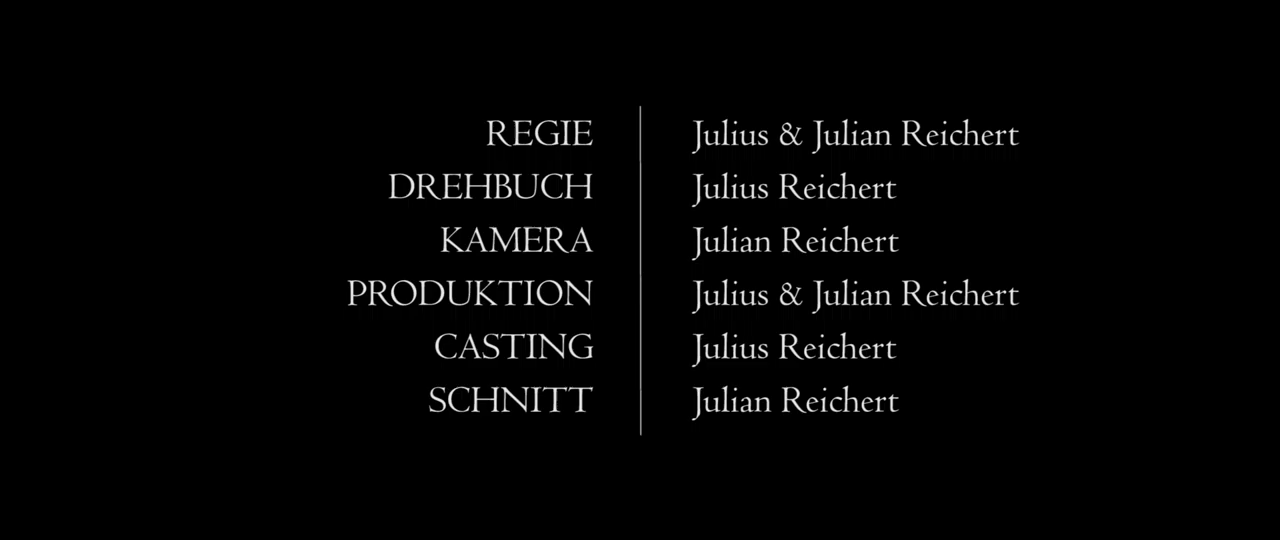 REGIE Julius & Julian Reichert
DREHBUCH Julius Reichert
KAMERA Julian Reichert
PRODUKTION Julius & Julian Reichert
CASTING Julius Reichert
SCHNITT Julian Reichert